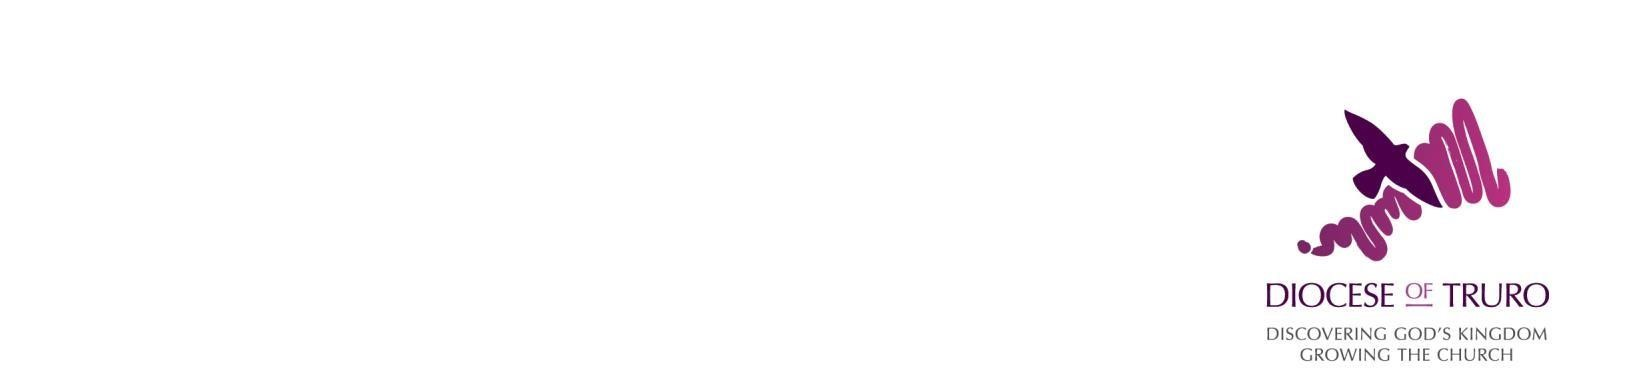 DIOCESE OF TRURO
DISCOVERING GOD'S KINGDOM
GROWING THE CHURCH